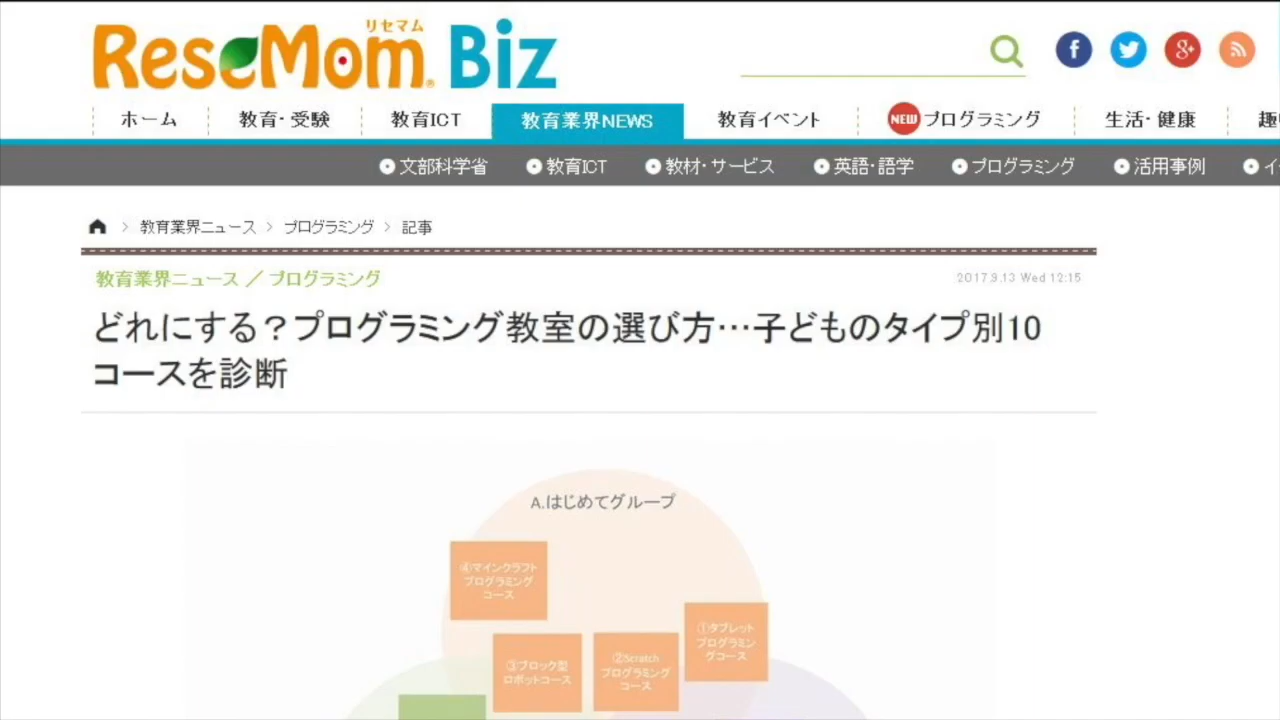 リセマム
ReseMom Biz
ホーム 教育・受験 教育ICT 教育業界NEWS 教育イベント NEW プログラミング 生活・健康 趣
文部科学省 教育ICT 教材・サービス 英語・語学 プログラミング 活用事例 イ
教育業界ニュース > プログラミング > 記事
教育業界ニュース ／ プログラミング
2017.9.13 Wed 12:15
どれにする？プログラミング教室の選び方…子どものタイプ別10
コースを診断
A.はじめてグループ
④マインクラフト
プログラミング
コース
①タブレット
プログラミン
グコース
③ブロック型
ロボットコース
②Scratch
プログラミング
コース